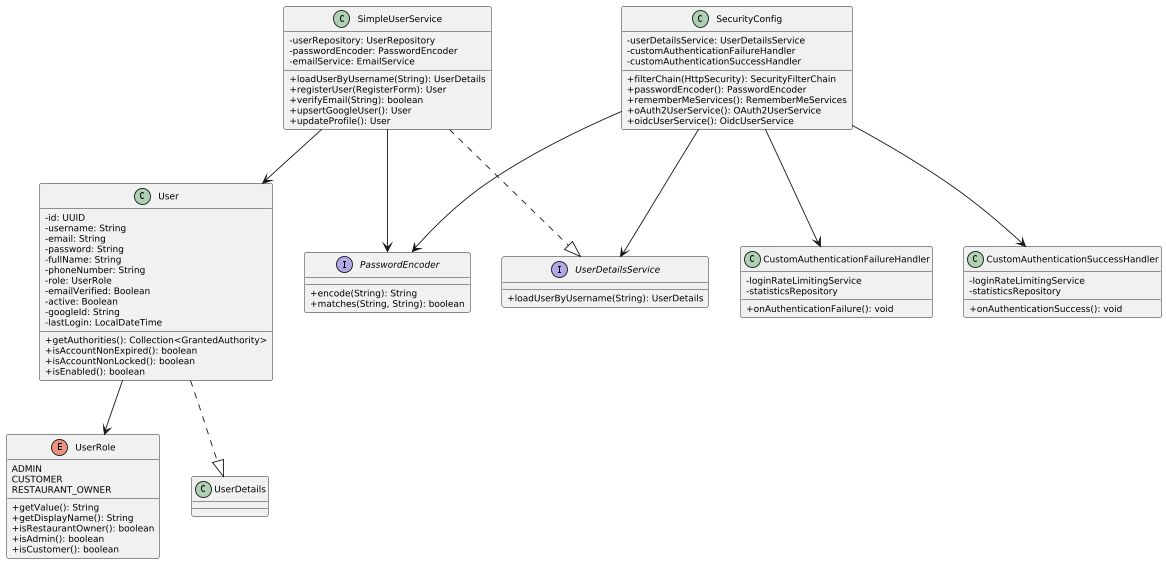 C SimpleUserService
-userRepository: UserRepository
-passwordEncoder: PasswordEncoder
-emailService: EmailService
+loadUserByUsername(String): UserDetails
+registerUser(RegisterForm): User
+verifyEmail(String): boolean
+upsertGoogleUser(): User
+updateProfile(): User
C SecurityConfig
-userDetailsService: UserDetailsService
-customAuthenticationFailureHandler
-customAuthenticationSuccessHandler
+filterChain(HttpSecurity): SecurityFilterChain
+passwordEncoder(): PasswordEncoder
+rememberMeServices(): RememberMeServices
+oAuth2UserService(): OAuth2UserService
+oidcUserService(): OidcUserService
C User
-id: UUID
-username: String
-email: String
-password: String
-fullName: String
-phoneNumber: String
-role: UserRole
-emailVerified: Boolean
-active: Boolean
-googleId: String
-lastLogin: LocalDateTime
+getAuthorities(): Collection<GrantedAuthority>
+isAccountNonExpired(): boolean
+isAccountNonLocked(): boolean
+isEnabled(): boolean
I PasswordEncoder
+encode(String): String
+matches(String, String): boolean
I UserDetailsService
+loadUserByUsername(String): UserDetails
C CustomAuthenticationFailureHandler
-loginRateLimitingService
-statisticsRepository
+onAuthenticationFailure(): void
C CustomAuthenticationSuccessHandler
-loginRateLimitingService
-statisticsRepository
+onAuthenticationSuccess(): void
E UserRole
ADMIN
CUSTOMER
RESTAURANT_OWNER
+getValue(): String
+getDisplayName(): String
+isRestaurantOwner(): boolean
+isAdmin(): boolean
+isCustomer(): boolean
C UserDetails